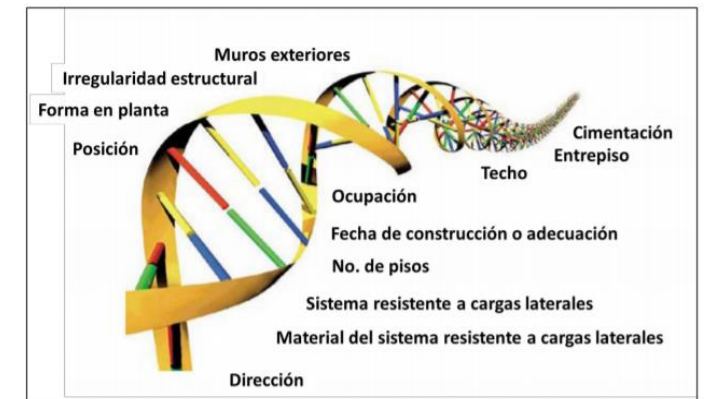 Muros exteriores
Irregularidad estructural
Forma en planta
Posición
Cimentación
Entrepiso
Techo
Ocupación
Fecha de construcción o adecuación
No. de pisos
Sistema resistente a cargas laterales
Material del sistema resistente a cargas laterales
Dirección